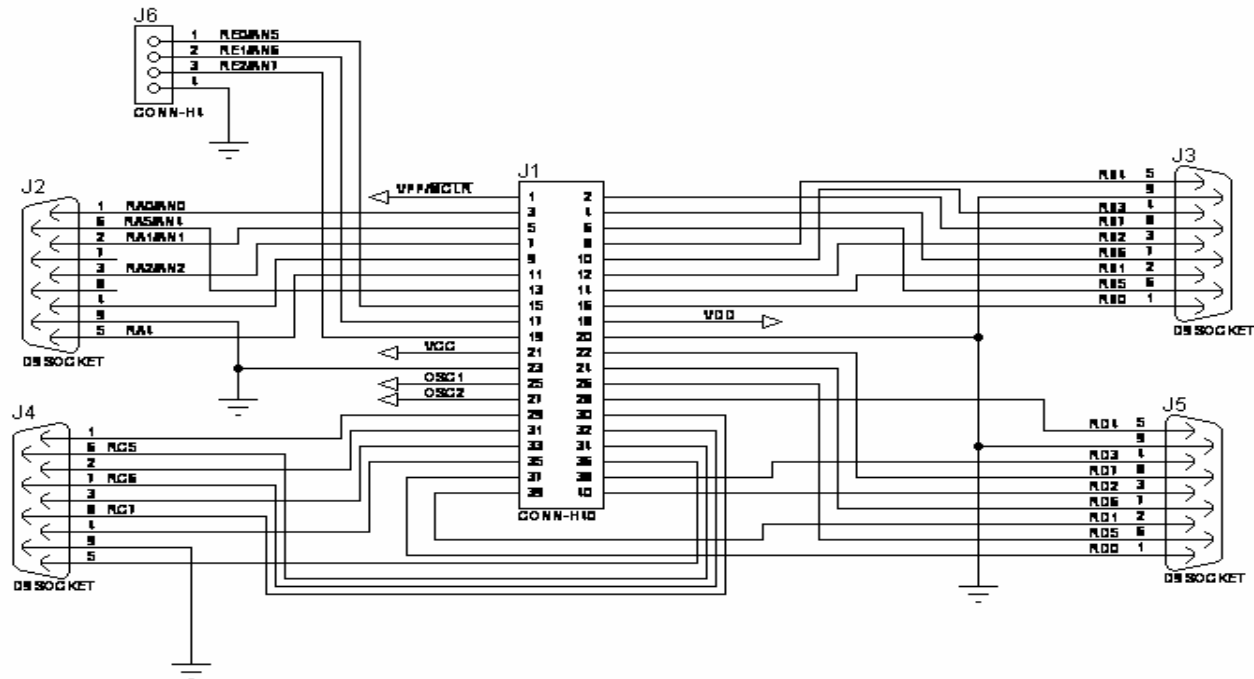 J6
1 RE0/AN5
2 RE1/AN6
3 RE2/AN7
4
CONN-H4
J2
1 RA0/AN0
6 RA5/AN4
2 RA1/AN1
7
3 RA2/AN2
8
4
9
5 RA4
D9 SOCKET
J1
VPP/MCLR
1 2
3 4
5 6
7 8
9 10
11 12
13 14
15 16
17 18 VDD
19 20
VCC 21 22
23 24
OSC1 25 26
OSC2 27 28
29 30
31 32
33 34
35 36
37 38
39 40
CONN-H40
J3
RB4 5
9
RB3 4
RB7 8
RB2 3
RB6 7
RB1 2
RB5 6
RB0 1
D9 SOCKET
J4
1
6 RC5
2
7 RC6
3
8 RC7
4
9
5
D9 SOCKET
J5
RD4 5
9
RD3 4
RD7 8
RD2 3
RD6 7
RD1 2
RD5 6
RD0 1
D9 SOCKET